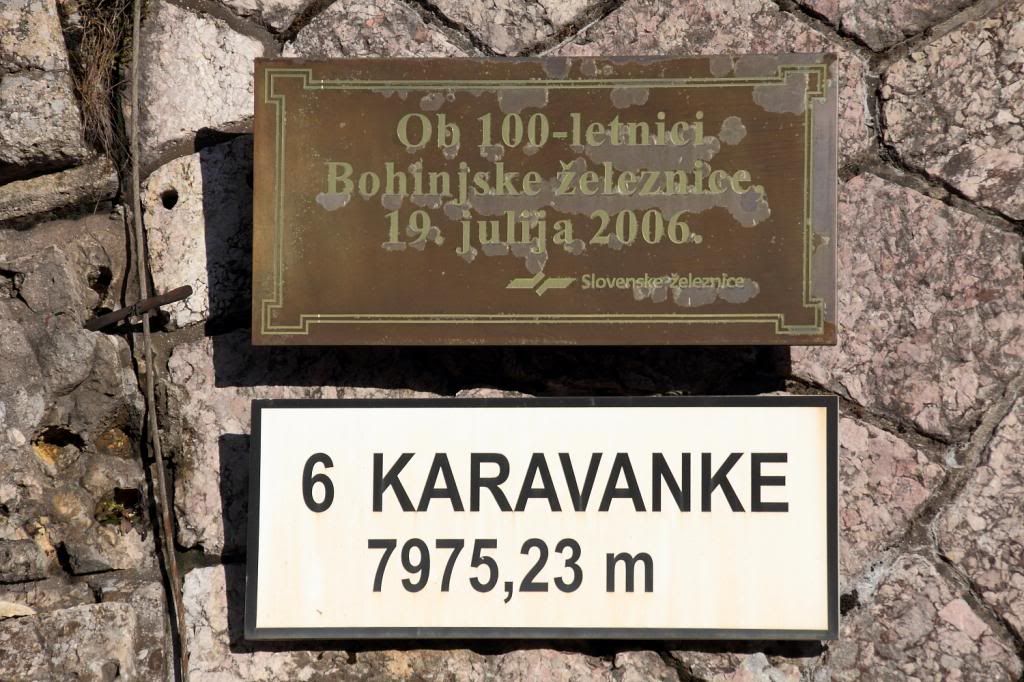 Ob 100-letnici
Bohinjske železnice,
19. julija 2006.
Slovenske železnice
6 KARAVANKE
7975,23 m